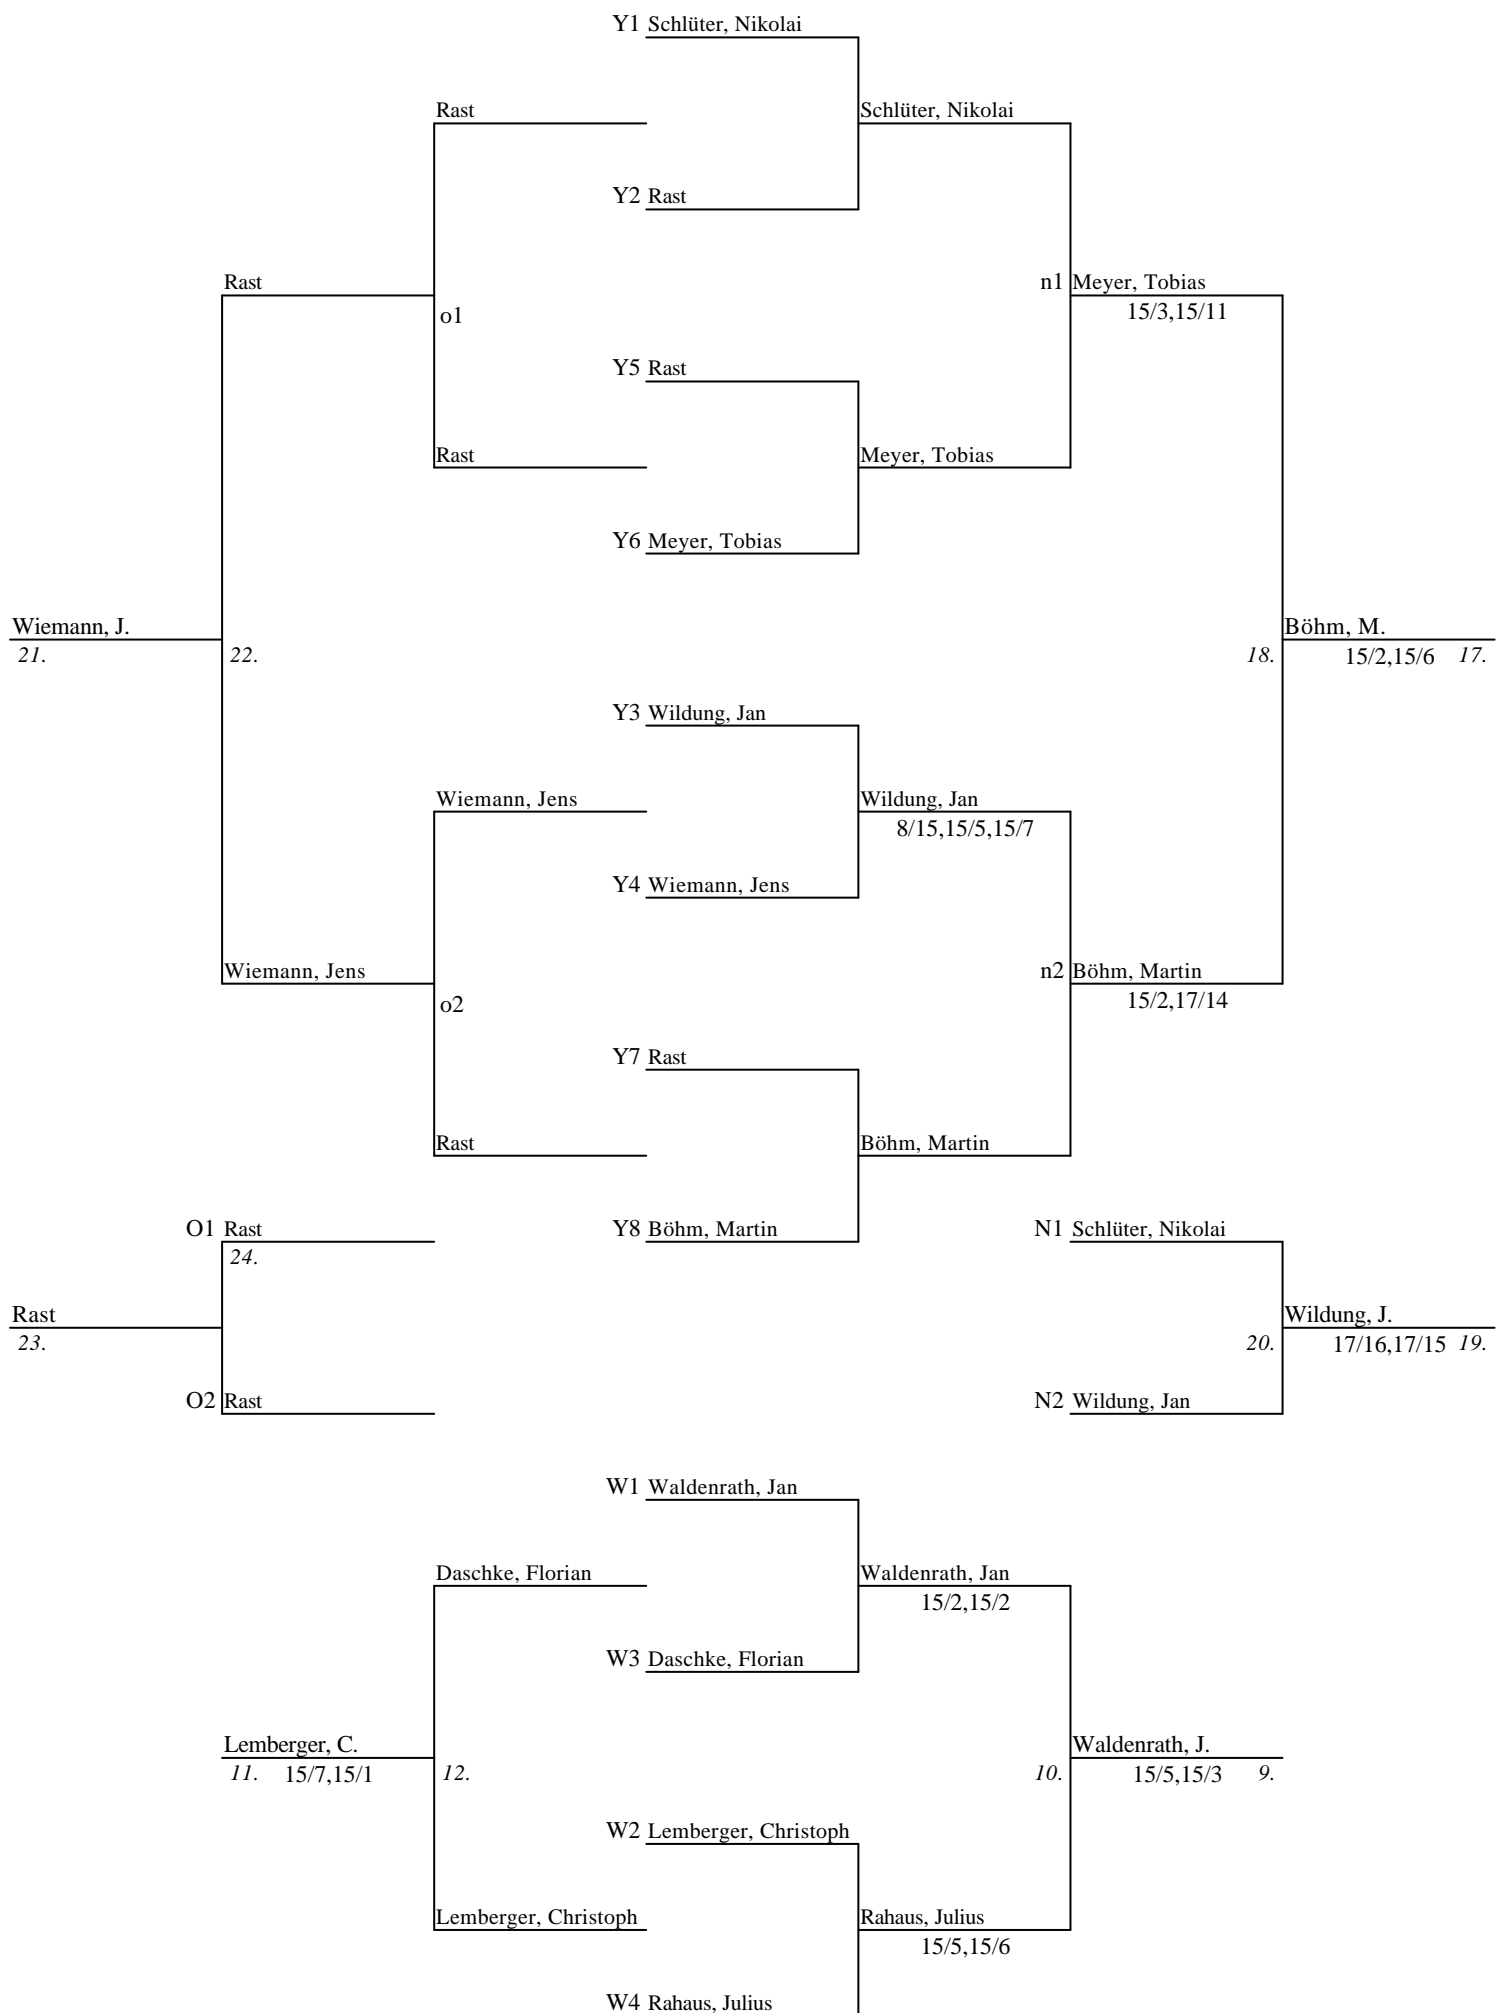 Y1 Schlüter, Nikolai
Rast
Schlüter, Nikolai
Y2 Rast
Rast
n1 Meyer, Tobias
o1
15/3,15/11
Y5 Rast
Rast
Meyer, Tobias
Y6 Meyer, Tobias
Wiemann, J.
Böhm, M.
21.
22.
18.
15/2,15/6 17.
Y3 Wildung, Jan
Wiemann, Jens
Wildung, Jan
8/15,15/5,15/7
Y4 Wiemann, Jens
Wiemann, Jens
n2 Böhm, Martin
o2
15/2,17/14
Y7 Rast
Rast
Böhm, Martin
O1 Rast
Y8 Böhm, Martin
N1 Schlüter, Nikolai
24.
Rast
Wildung, J.
23.
20.
17/16,17/15 19.
O2 Rast
N2 Wildung, Jan
W1 Waldenrath, Jan
Daschke, Florian
Waldenrath, Jan
15/2,15/2
W3 Daschke, Florian
Lemberger, C.
Waldenrath, J.
11. 15/7,15/1
12.
10.
15/5,15/3 9.
W2 Lemberger, Christoph
Lemberger, Christoph
Rahaus, Julius
15/5,15/6
W4 Rahaus, Julius